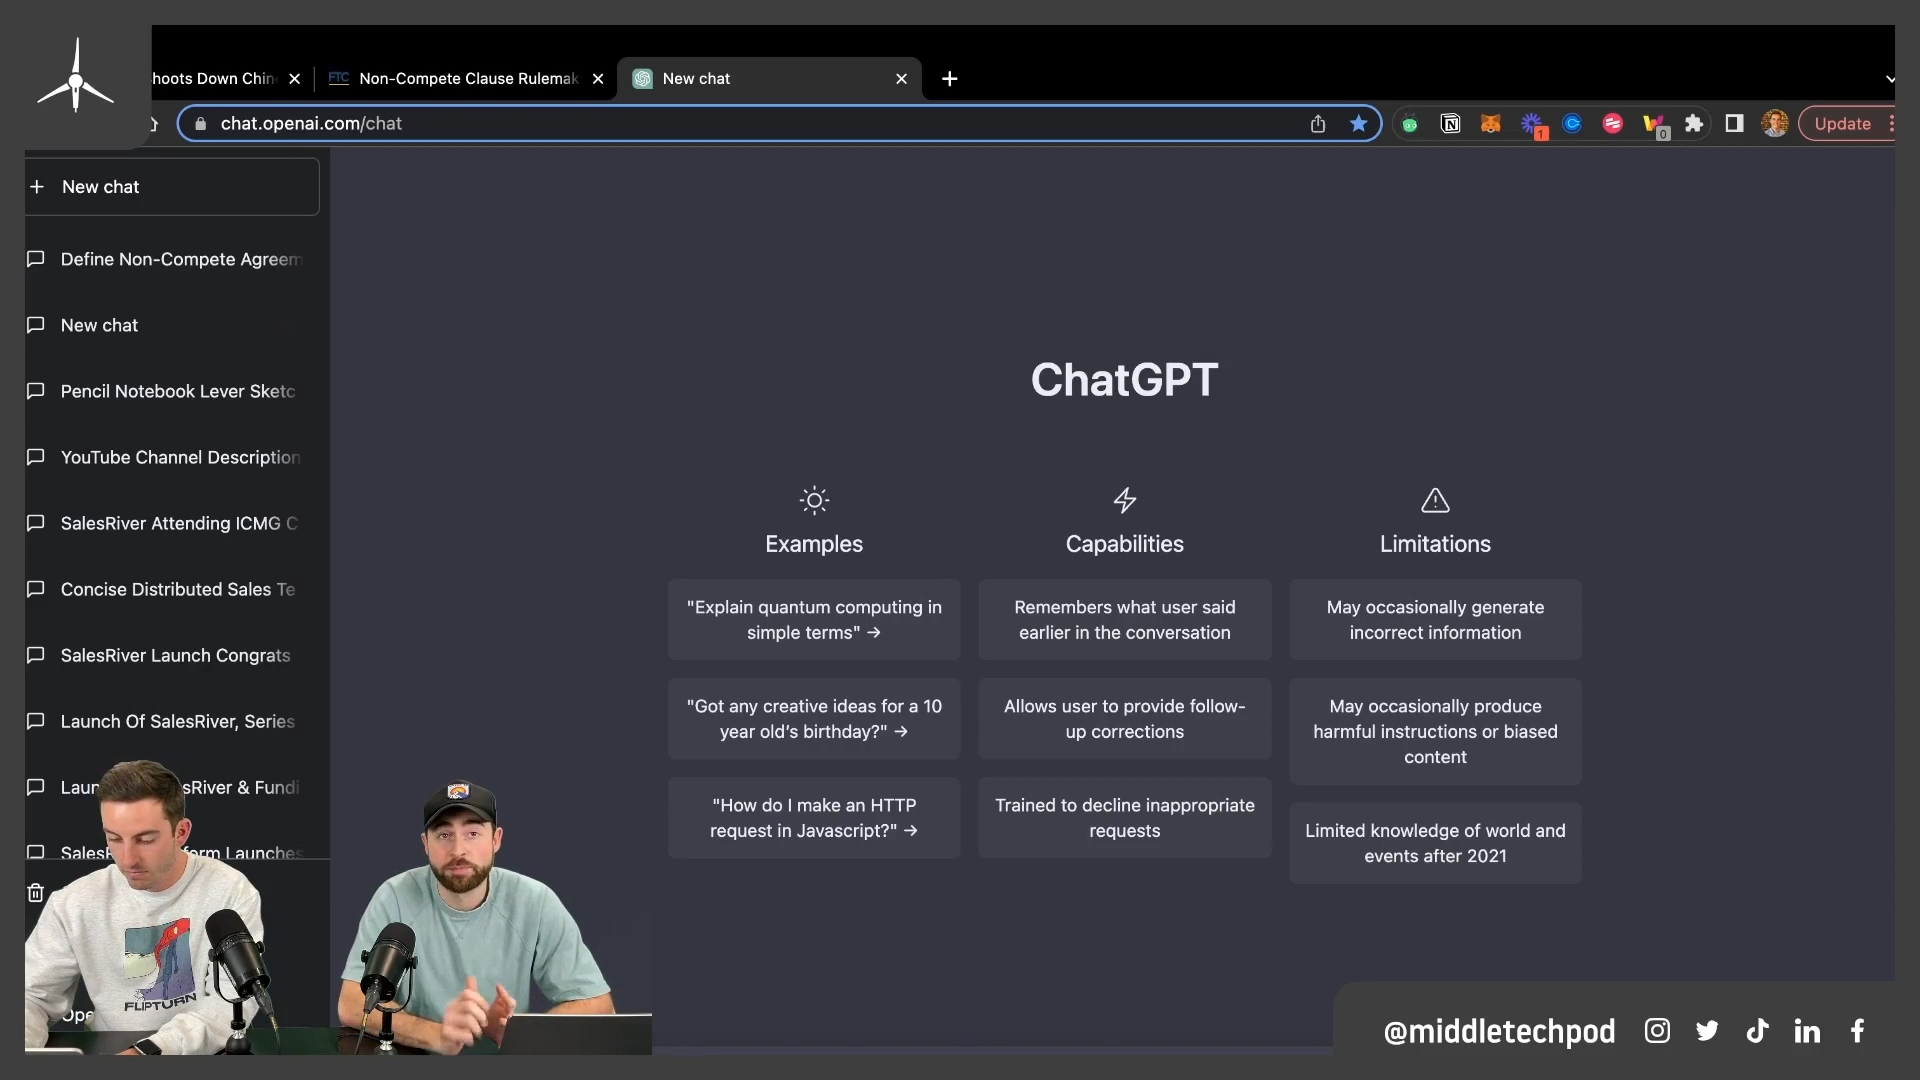 hoots Down Chin
FTC Non-Compete Clause Rulemak
New chat
chat.openai.com/chat
1
0
Update
New chat
Define Non-Compete Agreem
New chat
Pencil Notebook Lever Sketc
YouTube Channel Description
SalesRiver Attending ICMG C
Concise Distributed Sales Te
SalesRiver Launch Congrats
Launch Of SalesRiver, Series
Laun sRiver & Fundi
Sales form Launches
Ope
FLIPTURN
ChatGPT
Examples
"Explain quantum computing in
simple terms" →
"Got any creative ideas for a 10
year old's birthday?" →
"How do I make an HTTP
request in Javascript?" →
Capabilities
Remembers what user said
earlier in the conversation
Allows user to provide follow-
up corrections
Trained to decline inappropriate
requests
Limitations
May occasionally generate
incorrect information
May occasionally produce
harmful instructions or biased
content
Limited knowledge of world and
events after 2021
@middletechpod